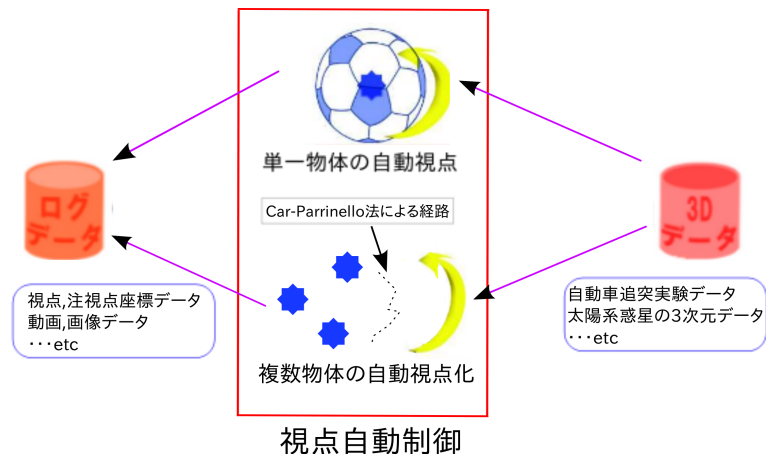 単一物体の自動視点
Car-Parrinello法による経路
複数物体の自動視点化
視点自動制御
ログ
データ
視点,注視点座標データ
動画,画像データ
・・・etc
3D
データ
自動車追突実験データ
太陽系惑星の3次元データ
・・・etc